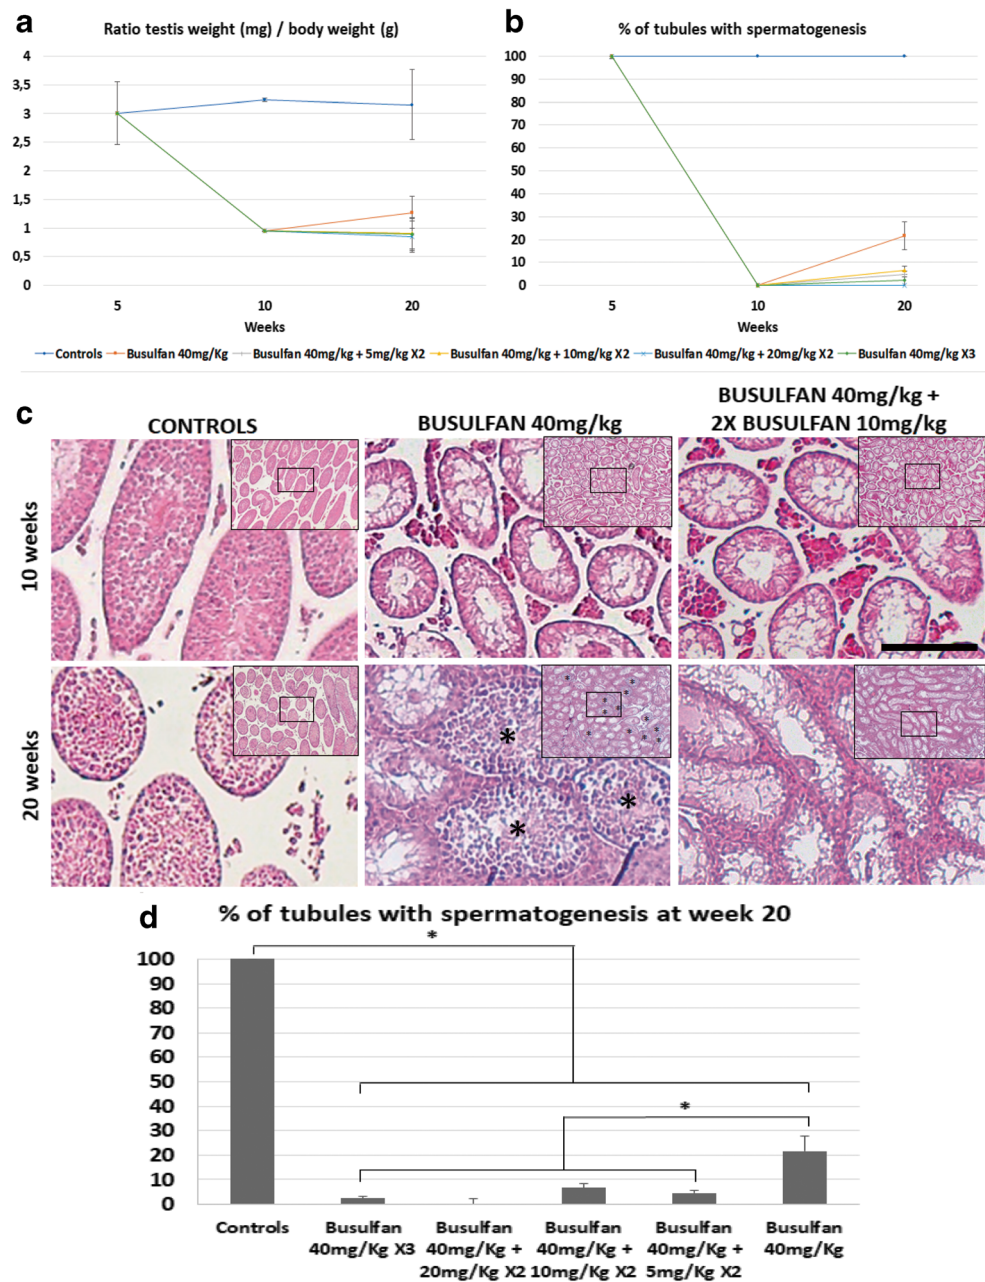 a
Ratio testis weight (mg) / body weight (g)
4
3,5
3
2,5
2
1,5
1
0,5
0
5
10
20
Weeks
b
% of tubules with spermatogenesis
100
90
80
70
60
50
40
30
20
10
0
5
10
20
Weeks
Controls
Busulfan 40mg/Kg
Busulfan 40mg/kg + 5mg/kg X2
Busulfan 40mg/kg + 10mg/kg X2
Busulfan 40mg/kg + 20mg/kg X2
Busulfan 40mg/kg X3
c
CONTROLS
BUSULFAN 40mg/kg
BUSULFAN 40mg/kg +
2X BUSULFAN 10mg/kg
10 weeks
20 weeks
*
*
*
d
% of tubules with spermatogenesis at week 20
*
*
100
90
80
70
60
50
40
30
20
10
0
Controls
Busulfan
40mg/Kg X3
Busulfan
40mg/Kg +
20mg/Kg X2
Busulfan
40mg/Kg +
10mg/Kg X2
Busulfan
40mg/Kg +
5mg/Kg X2
Busulfan
40mg/Kg